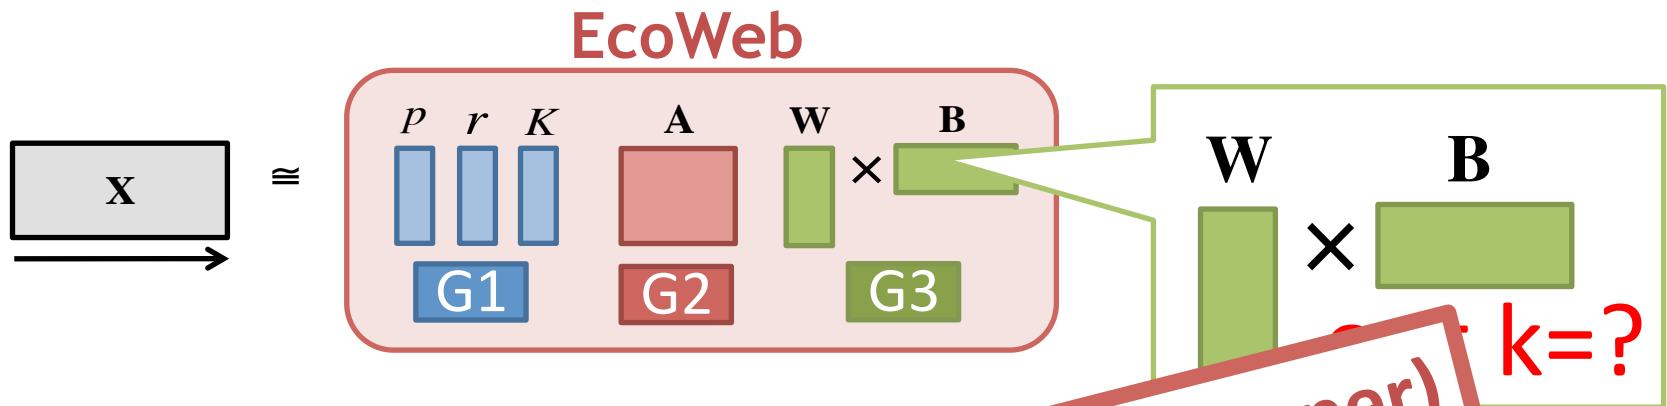 EcoWeb
X
≅
p r K A W × B
G1 G2 G3
W × B
k=?